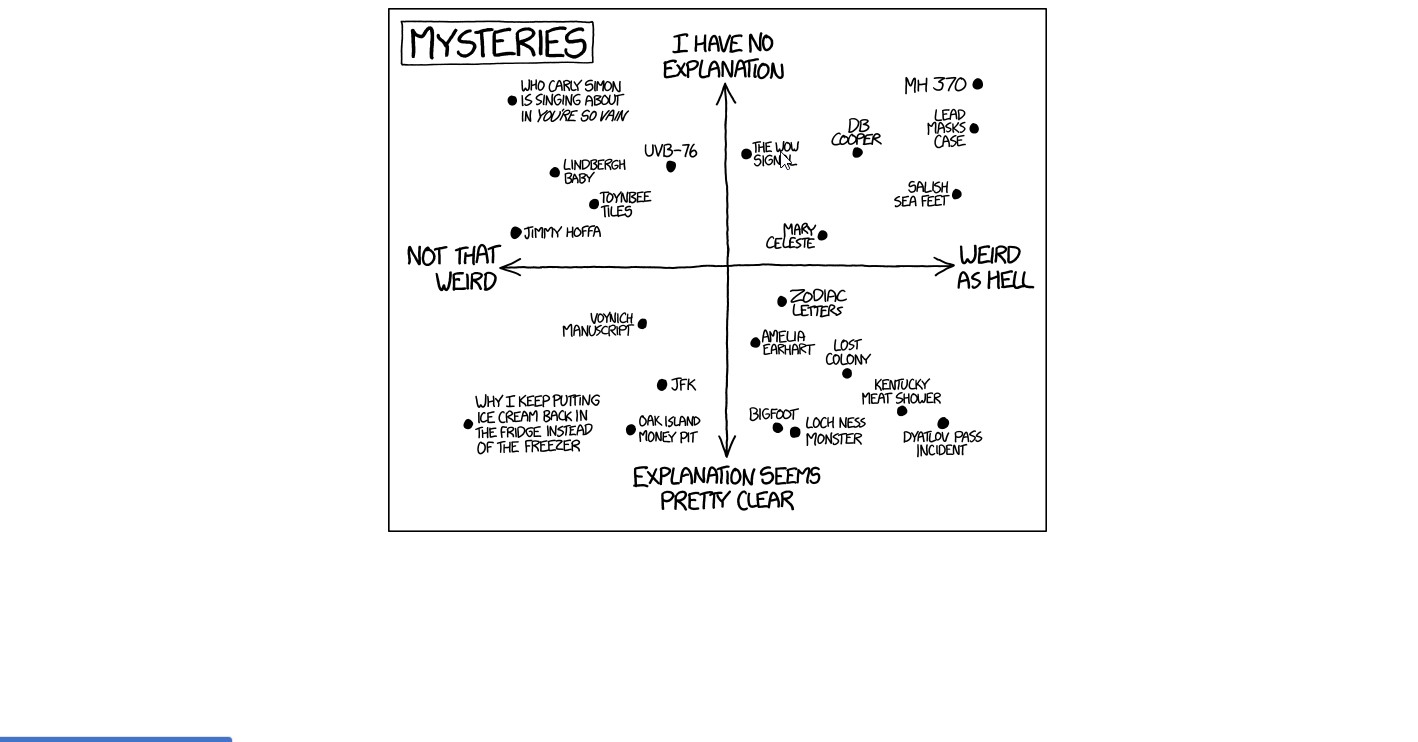 MYSTERIES
I HAVE NO
EXPLANATION
WHO CARLY SIMON
IS SINGING ABOUT
IN YOU'RE SO VAIN
MH 370
LEAD
MASKS
CASE
DB
COOPER
UVB-76
THE WOW
SIGNAL
LINDBERGH
BABY
TOYNBEE
TILES
SALISH
SEA FEET
JIMMY HOFFA
MARY
CELESTE
NOT THAT
WEIRD
WEIRD
AS HELL
ZODIAC
LETTERS
VOYNICH
MANUSCRIPT
AMELIA
EARHART
LOST
COLONY
JFK
KENTUCKY
MEAT SHOWER
WHY I KEEP PUTTING
ICE CREAM BACK IN
THE FRIDGE INSTEAD
OF THE FREEZER
OAK ISLAND
MONEY PIT
BIGFOOT
LOCH NESS
MONSTER
DYATLOV PASS
INCIDENT
EXPLANATION SEEMS
PRETTY CLEAR